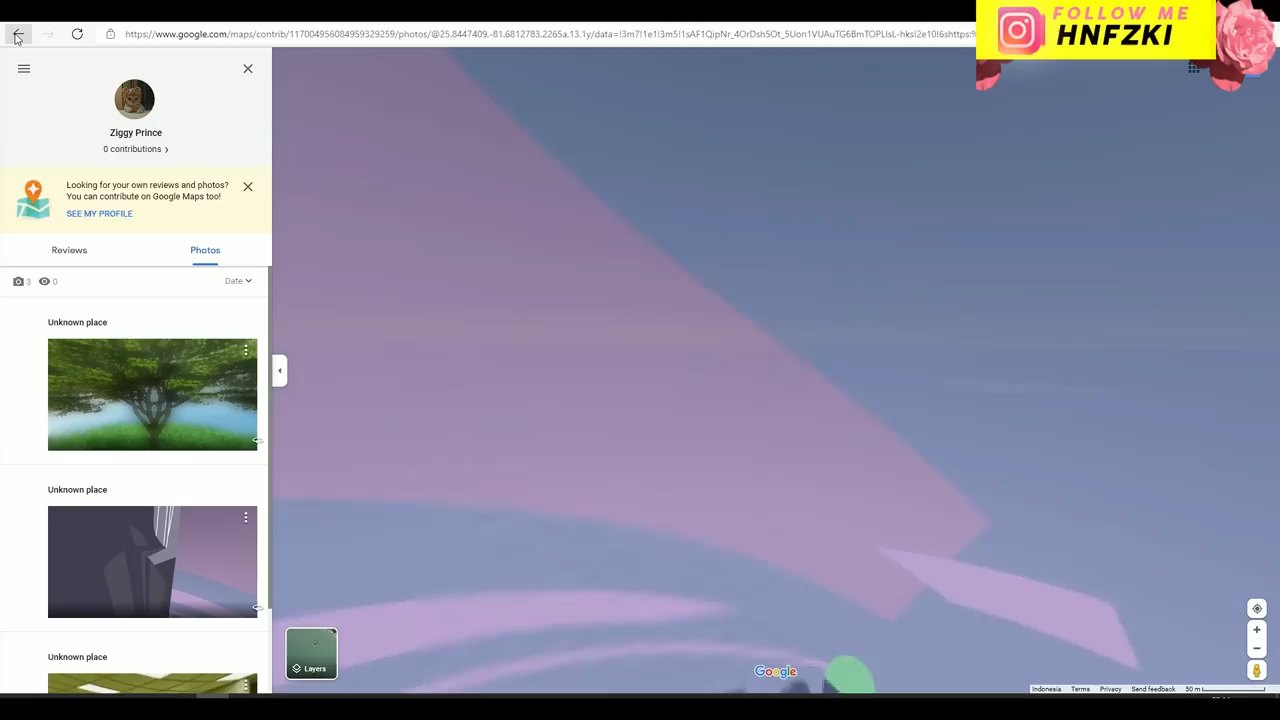 https://www.google.com/maps/contrib/117004956084959329259/photo/@25.8447409,-81.6812783,2265a,13.1y/data=!3m7!1e1!3m5!1sAF1QipNr_4OrDsh5Ot_5Uon1VUAuTG6BmTOPLlsL-hks!2e10!6shttps:%
FOLLOW ME
HNFZKI
Ziggy Prince
0 contributions
Looking for your own reviews and photos?
You can contribute on Google Maps too!
SEE MY PROFILE
Reviews
Photos
3
0
Date
Unknown place
Unknown place
Unknown place
Layers
Google
Indonesia Terms Privacy Send feedback 50 m